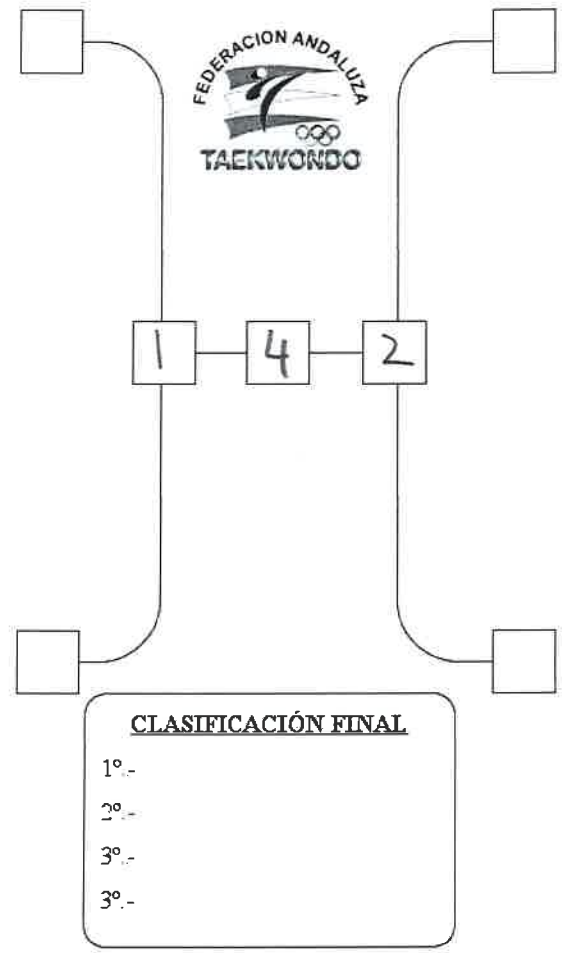 FEDERACION ANDALUZA
TAEKWONDO
1 4 2
CLASIFICACIÓN FINAL
1º.-
2º.-
3º.-
3º.-